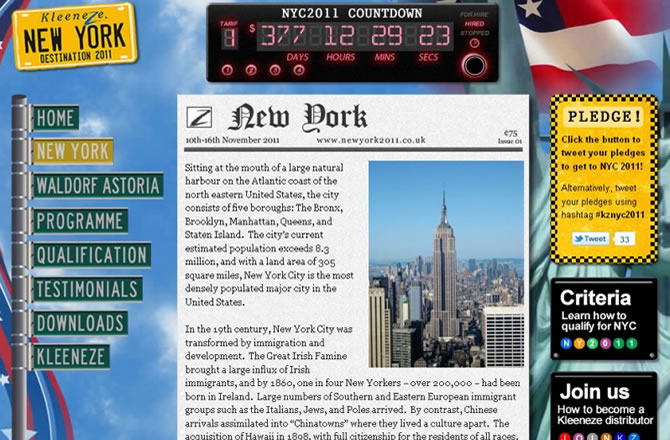 Kleeneze.
NEW YORK
DESTINATION 2011
NYC2011 COUNTDOWN
TARIF
1
$ 377 12 29 23
DAYS HOURS MINS SECS
FOR HIRE
HIRED
STOPPED
1 2 3 4
HOME
NEW YORK
WALDORF ASTORIA
PROGRAMME
QUALIFICATION
TESTIMONIALS
DOWNLOADS
KLEENEZE
New York
10th-16th November 2011 www.newyork2011.co.uk
¢75
Issue 01
Sitting at the mouth of a large natural
harbour on the Atlantic coast of the
north eastern United States, the city
consists of five boroughs: The Bronx,
Brooklyn, Manhattan, Queens, and
Staten Island. The city's current
estimated population exceeds 8.3
million, and with a land area of 305
square miles, New York City is the most
densely populated major city in the
United States.
In the 19th century, New York City was
transformed by immigration and
development. The Great Irish Famine
brought a large influx of Irish
immigrants, and by 1860, one in four New Yorkers – over 200,000 – had been
born in Ireland. Large numbers of Southern and Eastern European immigrant
groups such as the Italians, Jews, and Poles arrived. By contrast, Chinese
arrivals assimilated into "Chinatowns" where they lived a culture apart. The
acquisition of Hawaii in 1898, with full citizenship for the residents of all races,
PLEDGE!
Click the button to
tweet your pledges
to get to NYC 2011!
Alternatively, tweet
your pledges using
hashtag #kznyc2011
Tweet 33
Criteria
Learn how to
qualify for NYC
N Y 2 0 1 1
Join us
How to become a
Kleeneze distributor
J O I N K Z